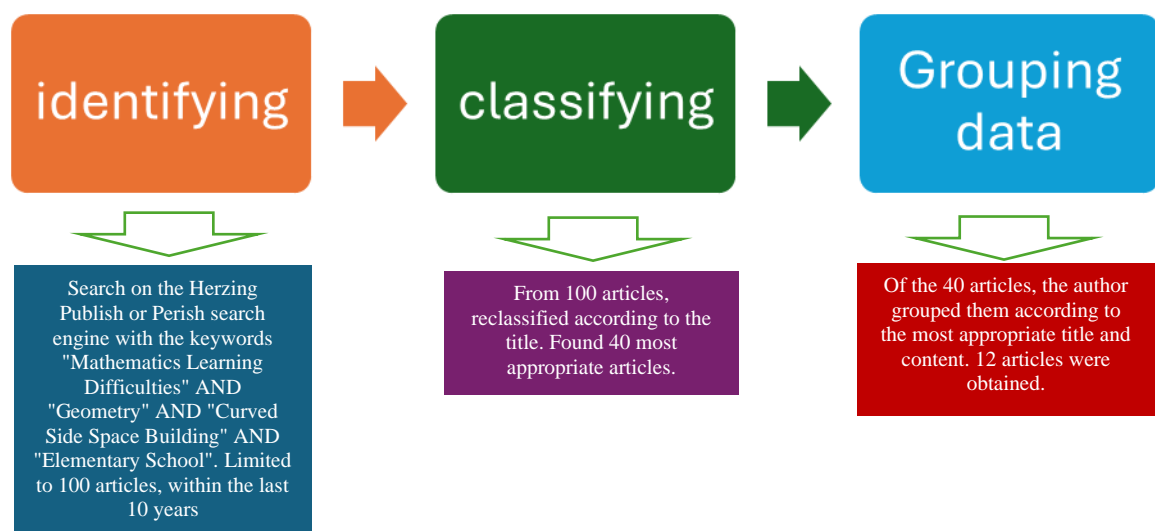 identifying
classifying
Grouping
data
Search on the Herzing
Publish or Perish search
engine with the keywords
"Mathematics Learning
Difficulties" AND
"Geometry" AND "Curved
Side Space Building" AND
"Elementary School". Limited
to 100 articles, within the last
10 years
From 100 articles,
reclassified according to the
title. Found 40 most
appropriate articles.
Of the 40 articles, the author
grouped them according to
the most appropriate title and
content. 12 articles were
obtained.